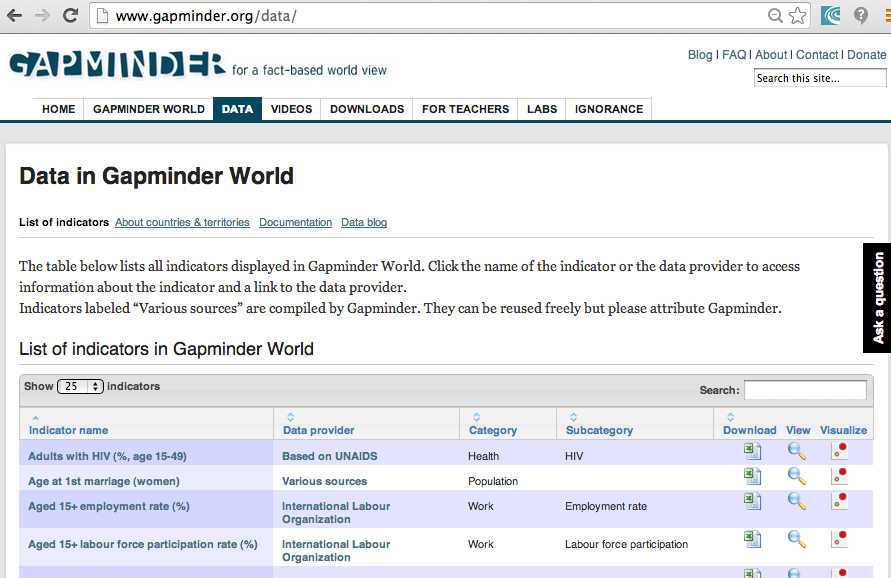 www.gapminder.org/data/
GAPMINDER for a fact-based world view
Blog I FAQ I About I Contact I Donate
Search this site...
HOME GAPMINDER WORLD DATA VIDEOS DOWNLOADS FOR TEACHERS LABS IGNORANCE
Data in Gapminder World
List of indicators About countries & territories Documentation Data blog
The table below lists all indicators displayed in Gapminder World. Click the name of the indicator or the data provider to access
information about the indicator and a link to the data provider.
Indicators labeled “Various sources” are compiled by Gapminder. They can be reused freely but please attribute Gapminder.
Ask a question
List of indicators in Gapminder World
Show 25 indicators Search:
Indicator name Data provider Category Subcategory Download View Visualize
Adults with HIV (%, age 15-49) Based on UNAIDS Health HIV
Age at 1st marriage (women) Various sources Population
Aged 15+ employment rate (%) International Labour Work Employment rate
Organization
Aged 15+ labour force participation rate (%) International Labour Work Labour force participation
Organization